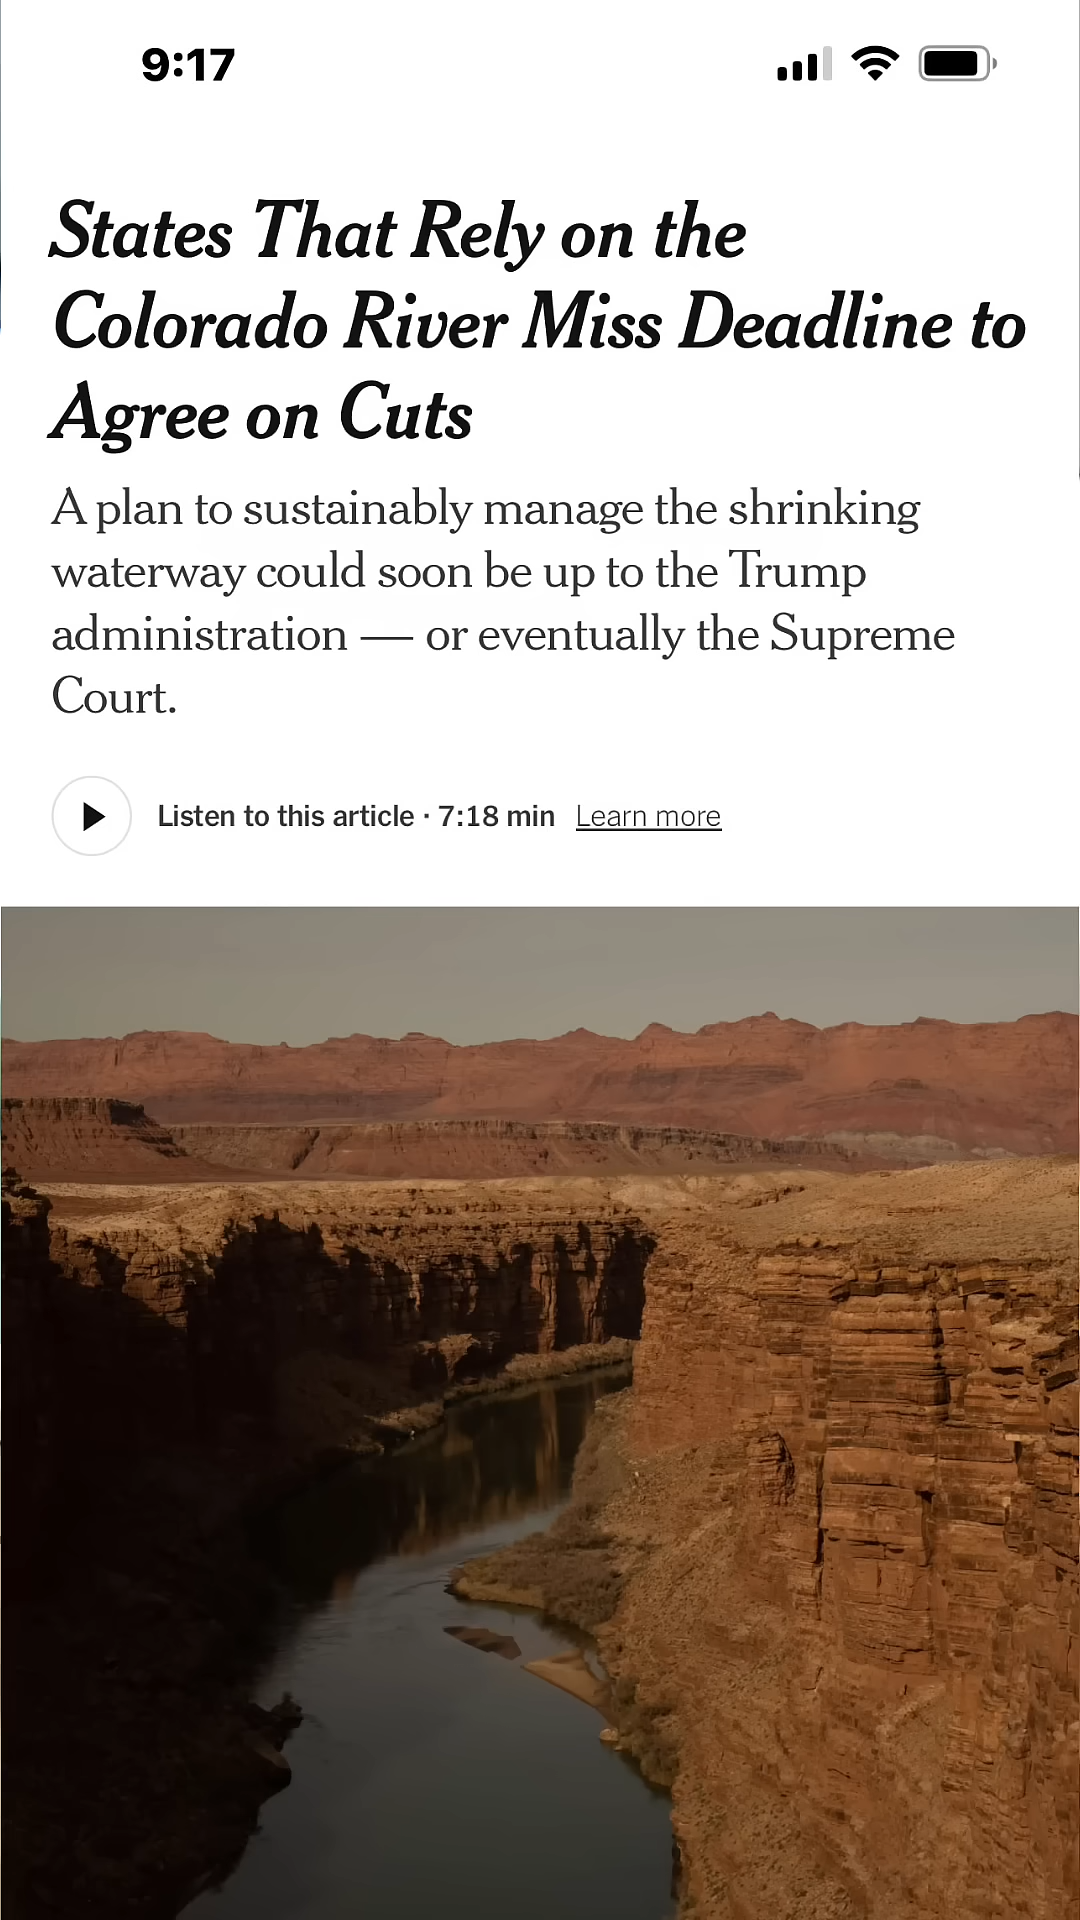 9:17
States That Rely on the
Colorado River Miss Deadline to
Agree on Cuts
A plan to sustainably manage the shrinking
waterway could soon be up to the Trump
administration — or eventually the Supreme
Court.
Listen to this article · 7:18 min Learn more